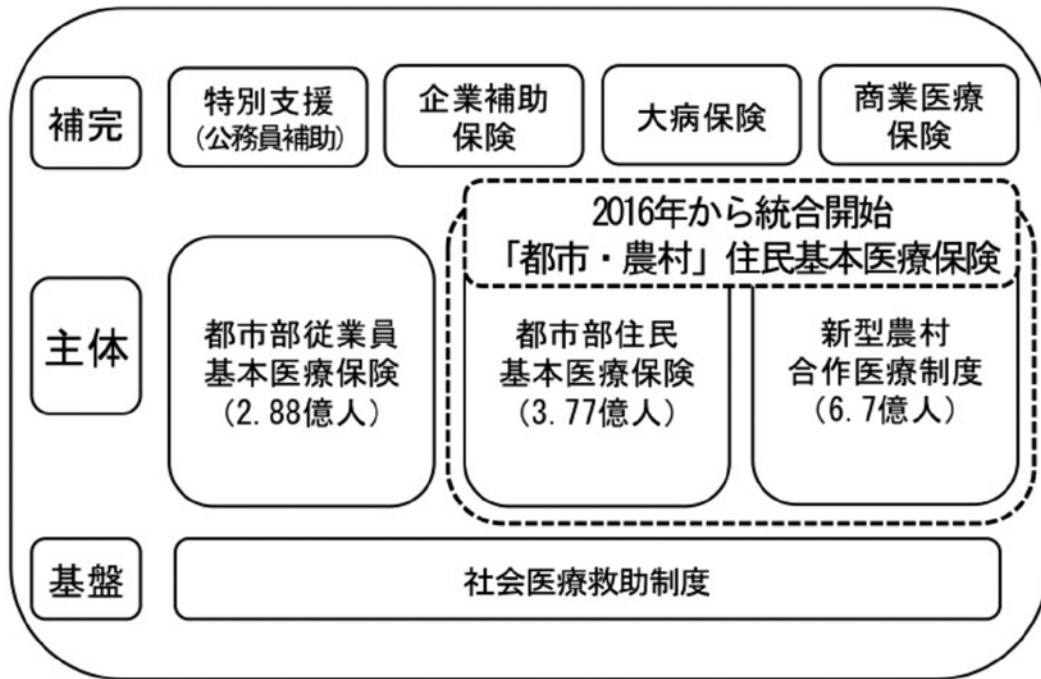 補完
特別支援
(公務員補助)
企業補助
保険
大病保険
商業医療
保険
2016年から統合開始
「都市・農村」住民基本医療保険
主体
都市部従業員
基本医療保険
(2.88億人)
都市部住民
基本医療保険
(3.77億人)
新型農村
合作医療制度
(6.7億人)
基盤
社会医療救助制度